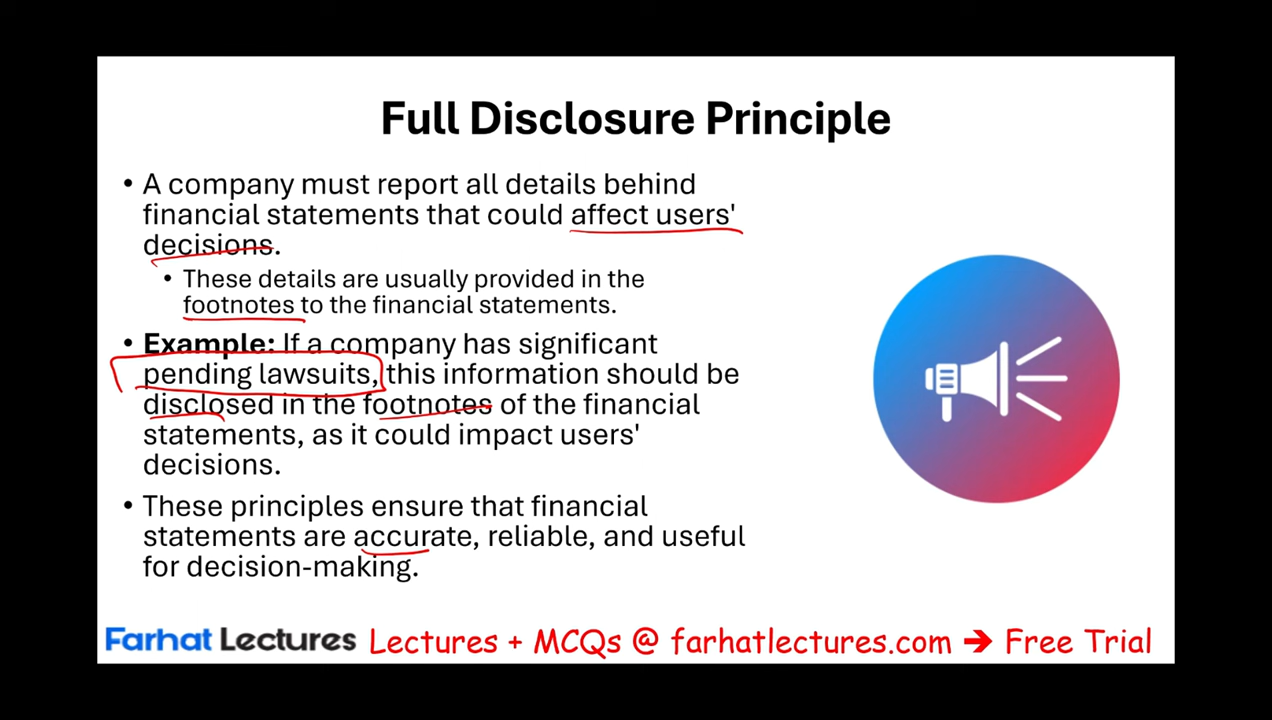 Full Disclosure Principle
• A company must report all details behind
financial statements that could affect users'
decisions.
• These details are usually provided in the
footnotes to the financial statements.
• Example: If a company has significant
pending lawsuits, this information should be
disclosed in the footnotes of the financial
statements, as it could impact users'
decisions.
• These principles ensure that financial
statements are accurate, reliable, and useful
for decision-making.
Farhat Lectures Lectures + MCQs @ farhatlectures.com ➔ Free Trial